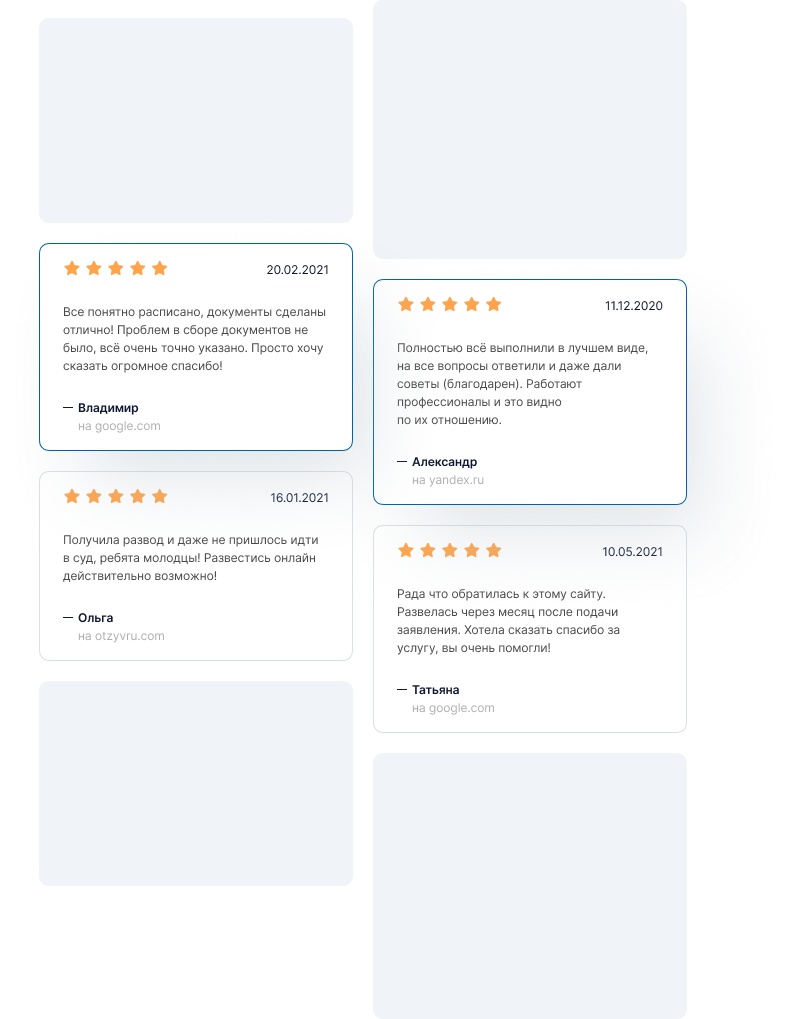 20.02.2021
Все понятно расписано, документы сделаны
отлично! Проблем в сборе документов не
было, всё очень точно указано. Просто хочу
сказать огромное спасибо!
— Владимир
на google.com
16.01.2021
Получила развод и даже не пришлось идти
в суд, ребята молодцы! Развестись онлайн
действительно возможно!
— Ольга
на otzyvru.com
11.12.2020
Полностью всё выполнили в лучшем виде,
на все вопросы ответили и даже дали
советы (благодарен). Работают
профессионалы и это видно
по их отношению.
— Александр
на yandex.ru
10.05.2021
Рада что обратилась к этому сайту.
Развелась через месяц после подачи
заявления. Хотела сказать спасибо за
услугу, вы очень помогли!
— Татьяна
на google.com